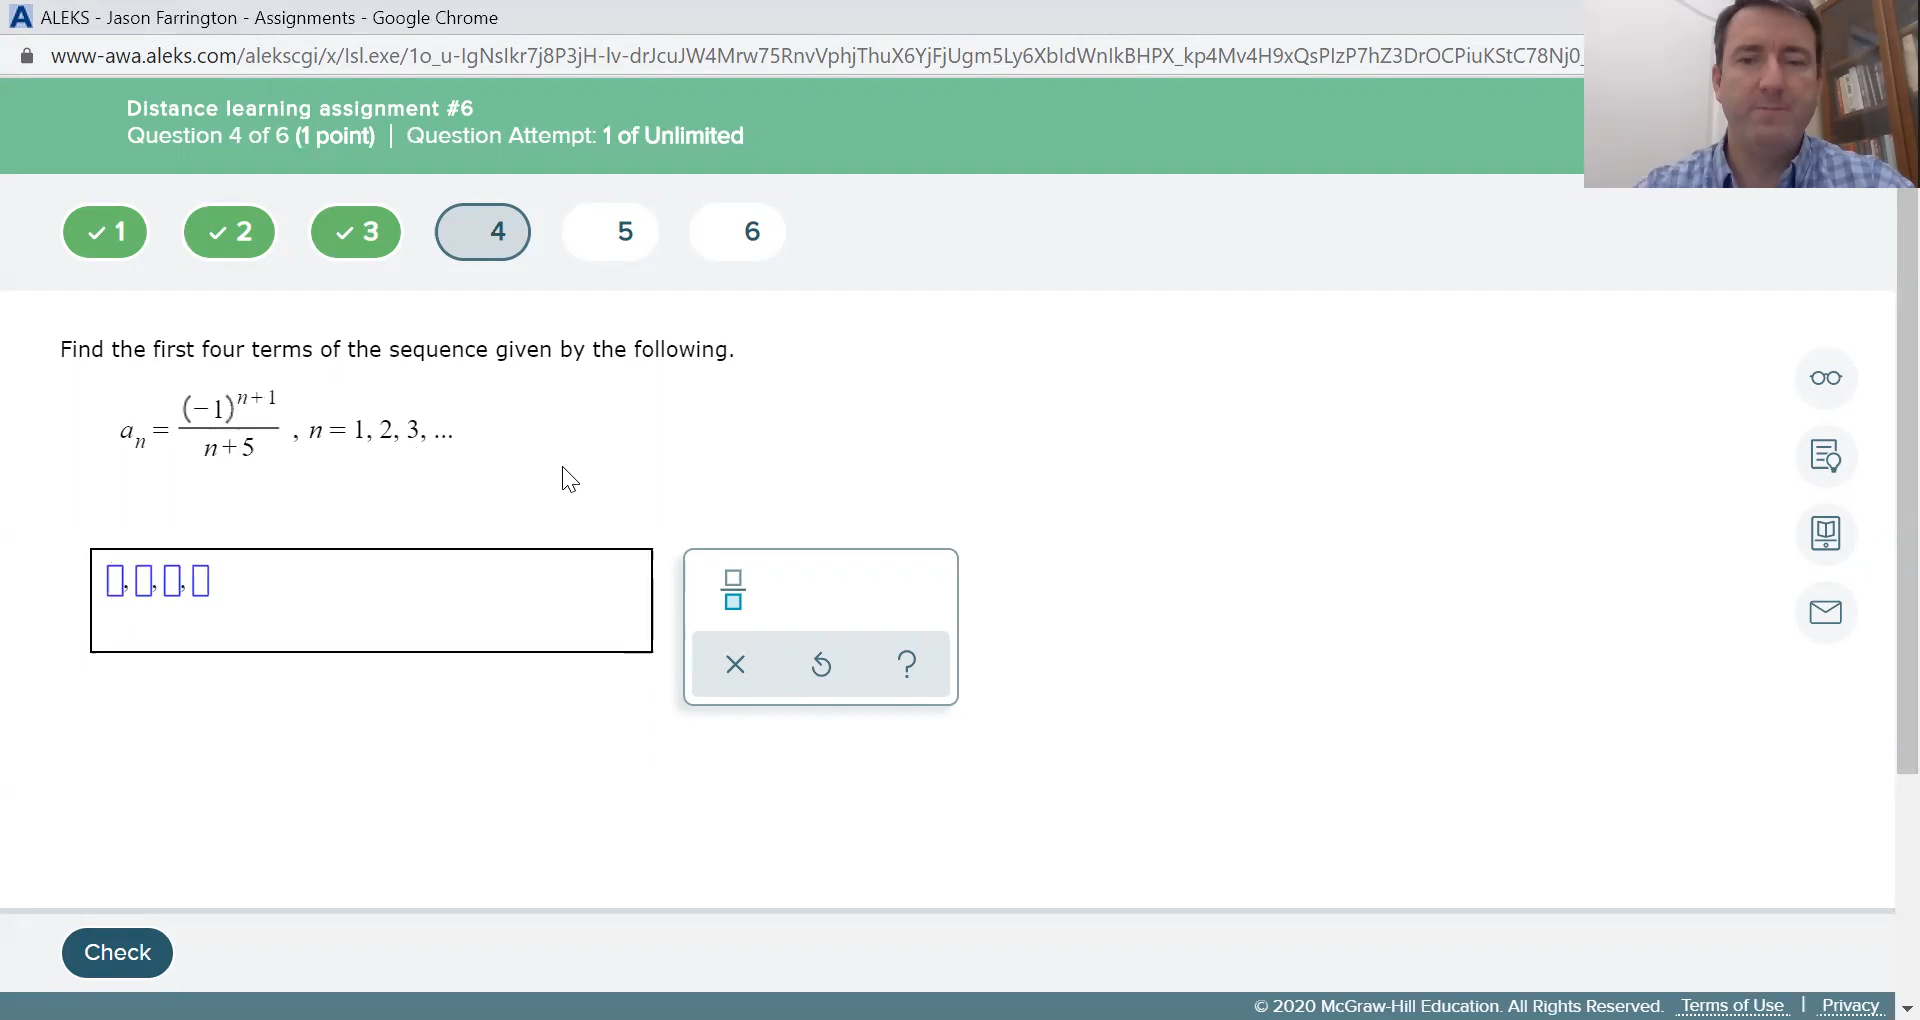 ALEKS - Jason Farrington - Assignments - Google Chrome
www-awa.aleks.com/alekscgi/x/Isl.exe/1o_u-IgNsIkr7j8P3jH-lv-drJcuJW4Mrw75RnvVphjThuX6YjFjUgm5Ly6XbIdWnIkBHPX_kp4Mv4H9xQsPIzP7hZ3DrOCPiuKStC78Nj0_
Distance learning assignment #6
Question 4 of 6 (1 point) | Question Attempt: 1 of Unlimited
✓ 1 ✓ 2 ✓ 3 4 5 6
Find the first four terms of the sequence given by the following.
a_n = (−1)^(n+1) / (n+5) , n = 1, 2, 3, ...
□, □, □, □
Check
© 2020 McGraw-Hill Education. All Rights Reserved. Terms of Use | Privacy